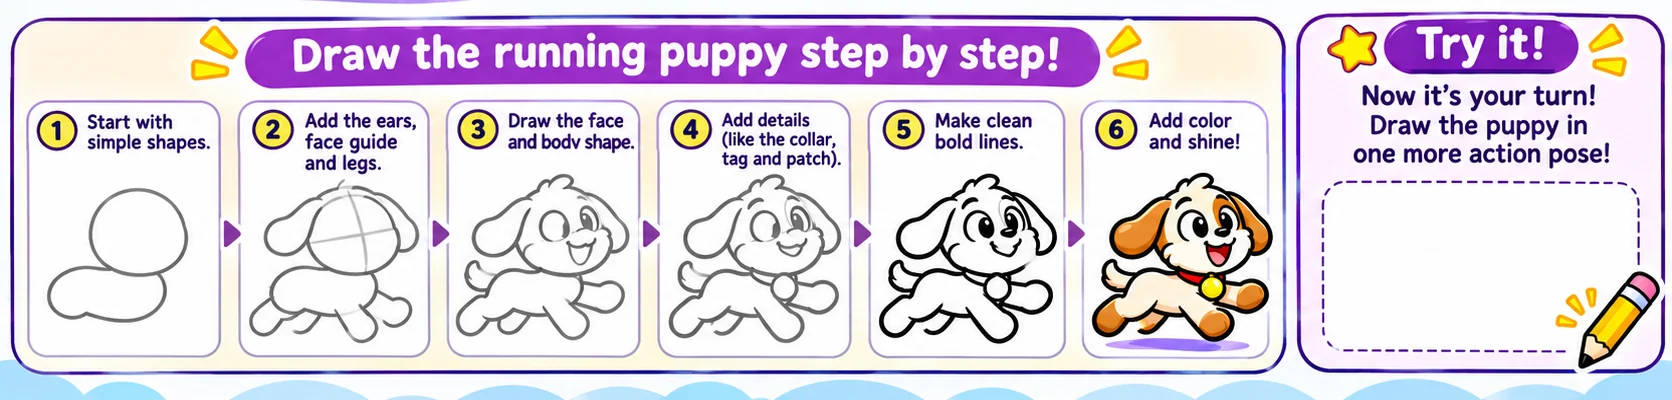 Draw the running puppy step by step!
1 Start with
simple shapes.
2 Add the ears,
face guide
and legs.
3 Draw the face
and body shape.
4 Add details
(like the collar,
tag and patch).
5 Make clean
bold lines.
6 Add color
and shine!
Try it!
Now it's your turn!
Draw the puppy in
one more action pose!